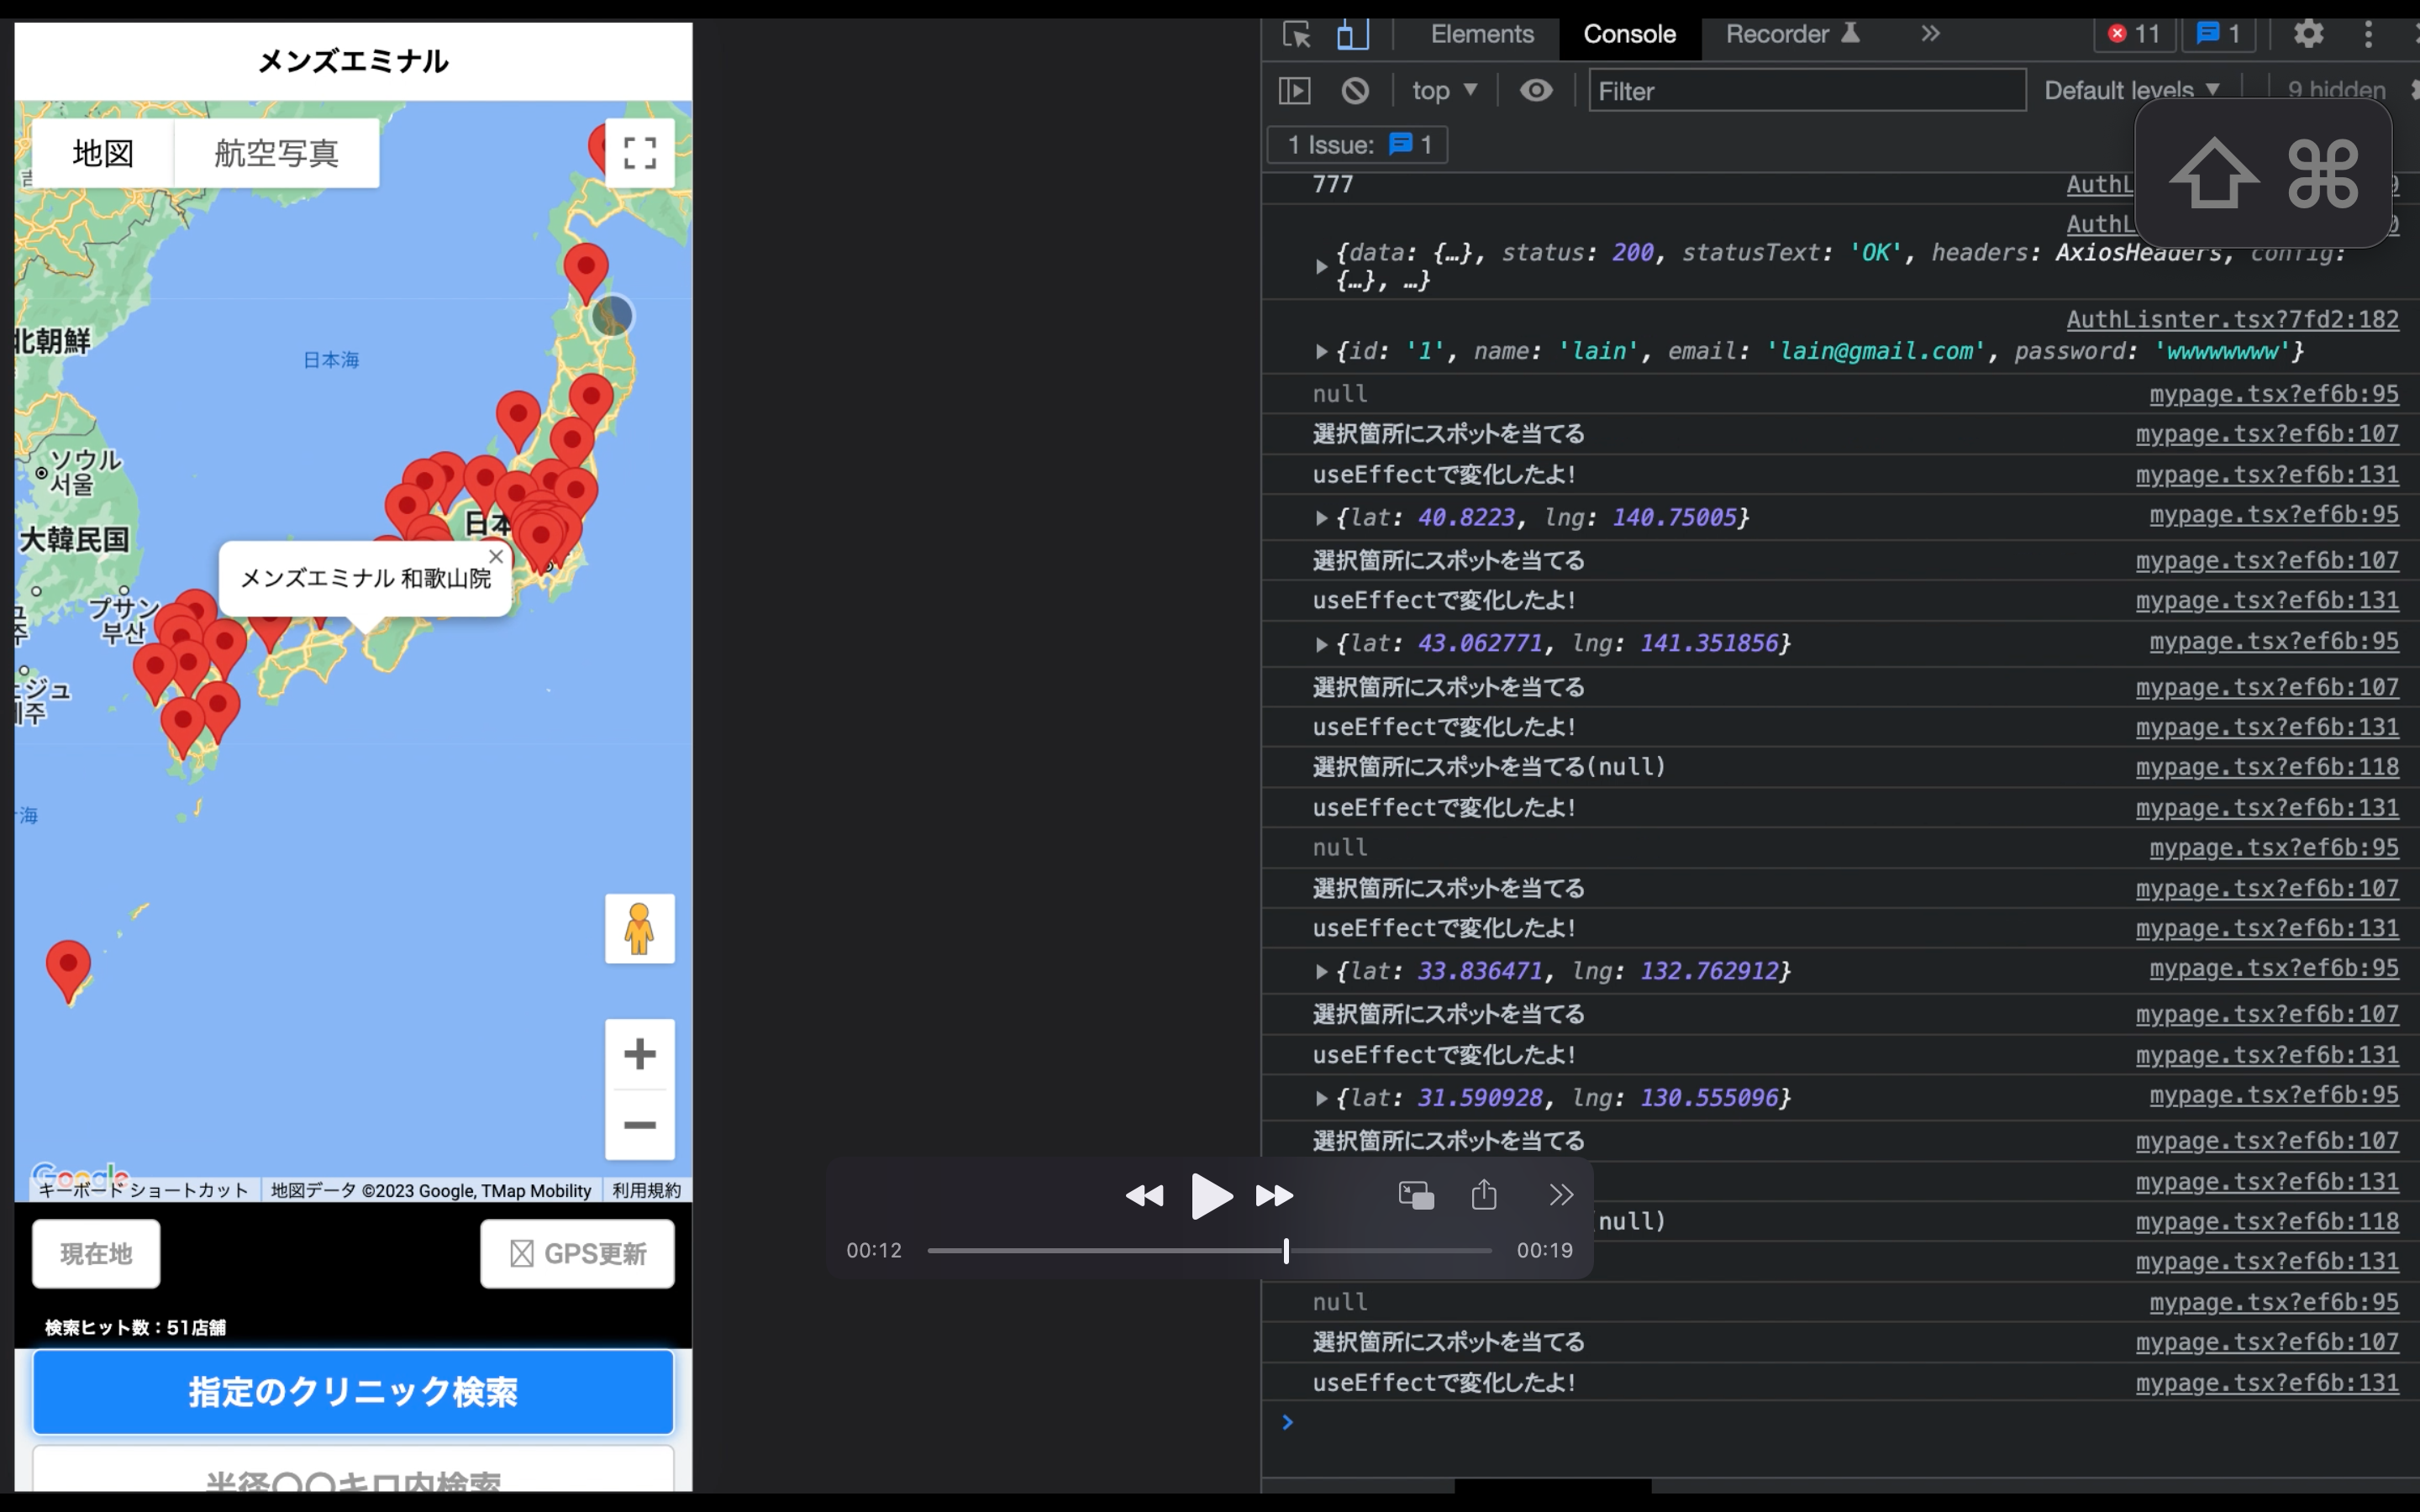 メンズエミナル
地図
航空写真
北朝鮮
日本海
ソウル
서울
大韓民国
日本
メンズエミナル 和歌山院
プサン
부산
海
Google
キーボード ショートカット
地図データ ©2023 Google, TMap Mobility
利用規約
現在地
GPS更新
検索ヒット数：51店舗
指定のクリニック検索
半径〇〇キロ内検索
Elements
Console
Recorder
11
1
top
Filter
Default levels
9 hidden
1 Issue:
1
777
AuthL
AuthL
{data: {…}, status: 200, statusText: 'OK', headers: AxiosHeaders, config:
{…}, …}
AuthLisnter.tsx?7fd2:182
{id: '1', name: 'lain', email: 'lain@gmail.com', password: 'wwwwwwww'}
null mypage.tsx?ef6b:95
選択箇所にスポットを当てる mypage.tsx?ef6b:107
useEffectで変化したよ! mypage.tsx?ef6b:131
{lat: 40.8223, lng: 140.75005} mypage.tsx?ef6b:95
選択箇所にスポットを当てる mypage.tsx?ef6b:107
useEffectで変化したよ! mypage.tsx?ef6b:131
{lat: 43.062771, lng: 141.351856} mypage.tsx?ef6b:95
選択箇所にスポットを当てる mypage.tsx?ef6b:107
useEffectで変化したよ! mypage.tsx?ef6b:131
選択箇所にスポットを当てる(null) mypage.tsx?ef6b:118
useEffectで変化したよ! mypage.tsx?ef6b:131
null mypage.tsx?ef6b:95
選択箇所にスポットを当てる mypage.tsx?ef6b:107
useEffectで変化したよ! mypage.tsx?ef6b:131
{lat: 33.836471, lng: 132.762912} mypage.tsx?ef6b:95
選択箇所にスポットを当てる mypage.tsx?ef6b:107
useEffectで変化したよ! mypage.tsx?ef6b:131
{lat: 31.590928, lng: 130.555096} mypage.tsx?ef6b:95
選択箇所にスポットを当てる mypage.tsx?ef6b:107
mypage.tsx?ef6b:131
(null) mypage.tsx?ef6b:118
mypage.tsx?ef6b:131
null mypage.tsx?ef6b:95
選択箇所にスポットを当てる mypage.tsx?ef6b:107
useEffectで変化したよ! mypage.tsx?ef6b:131
00:12
00:19